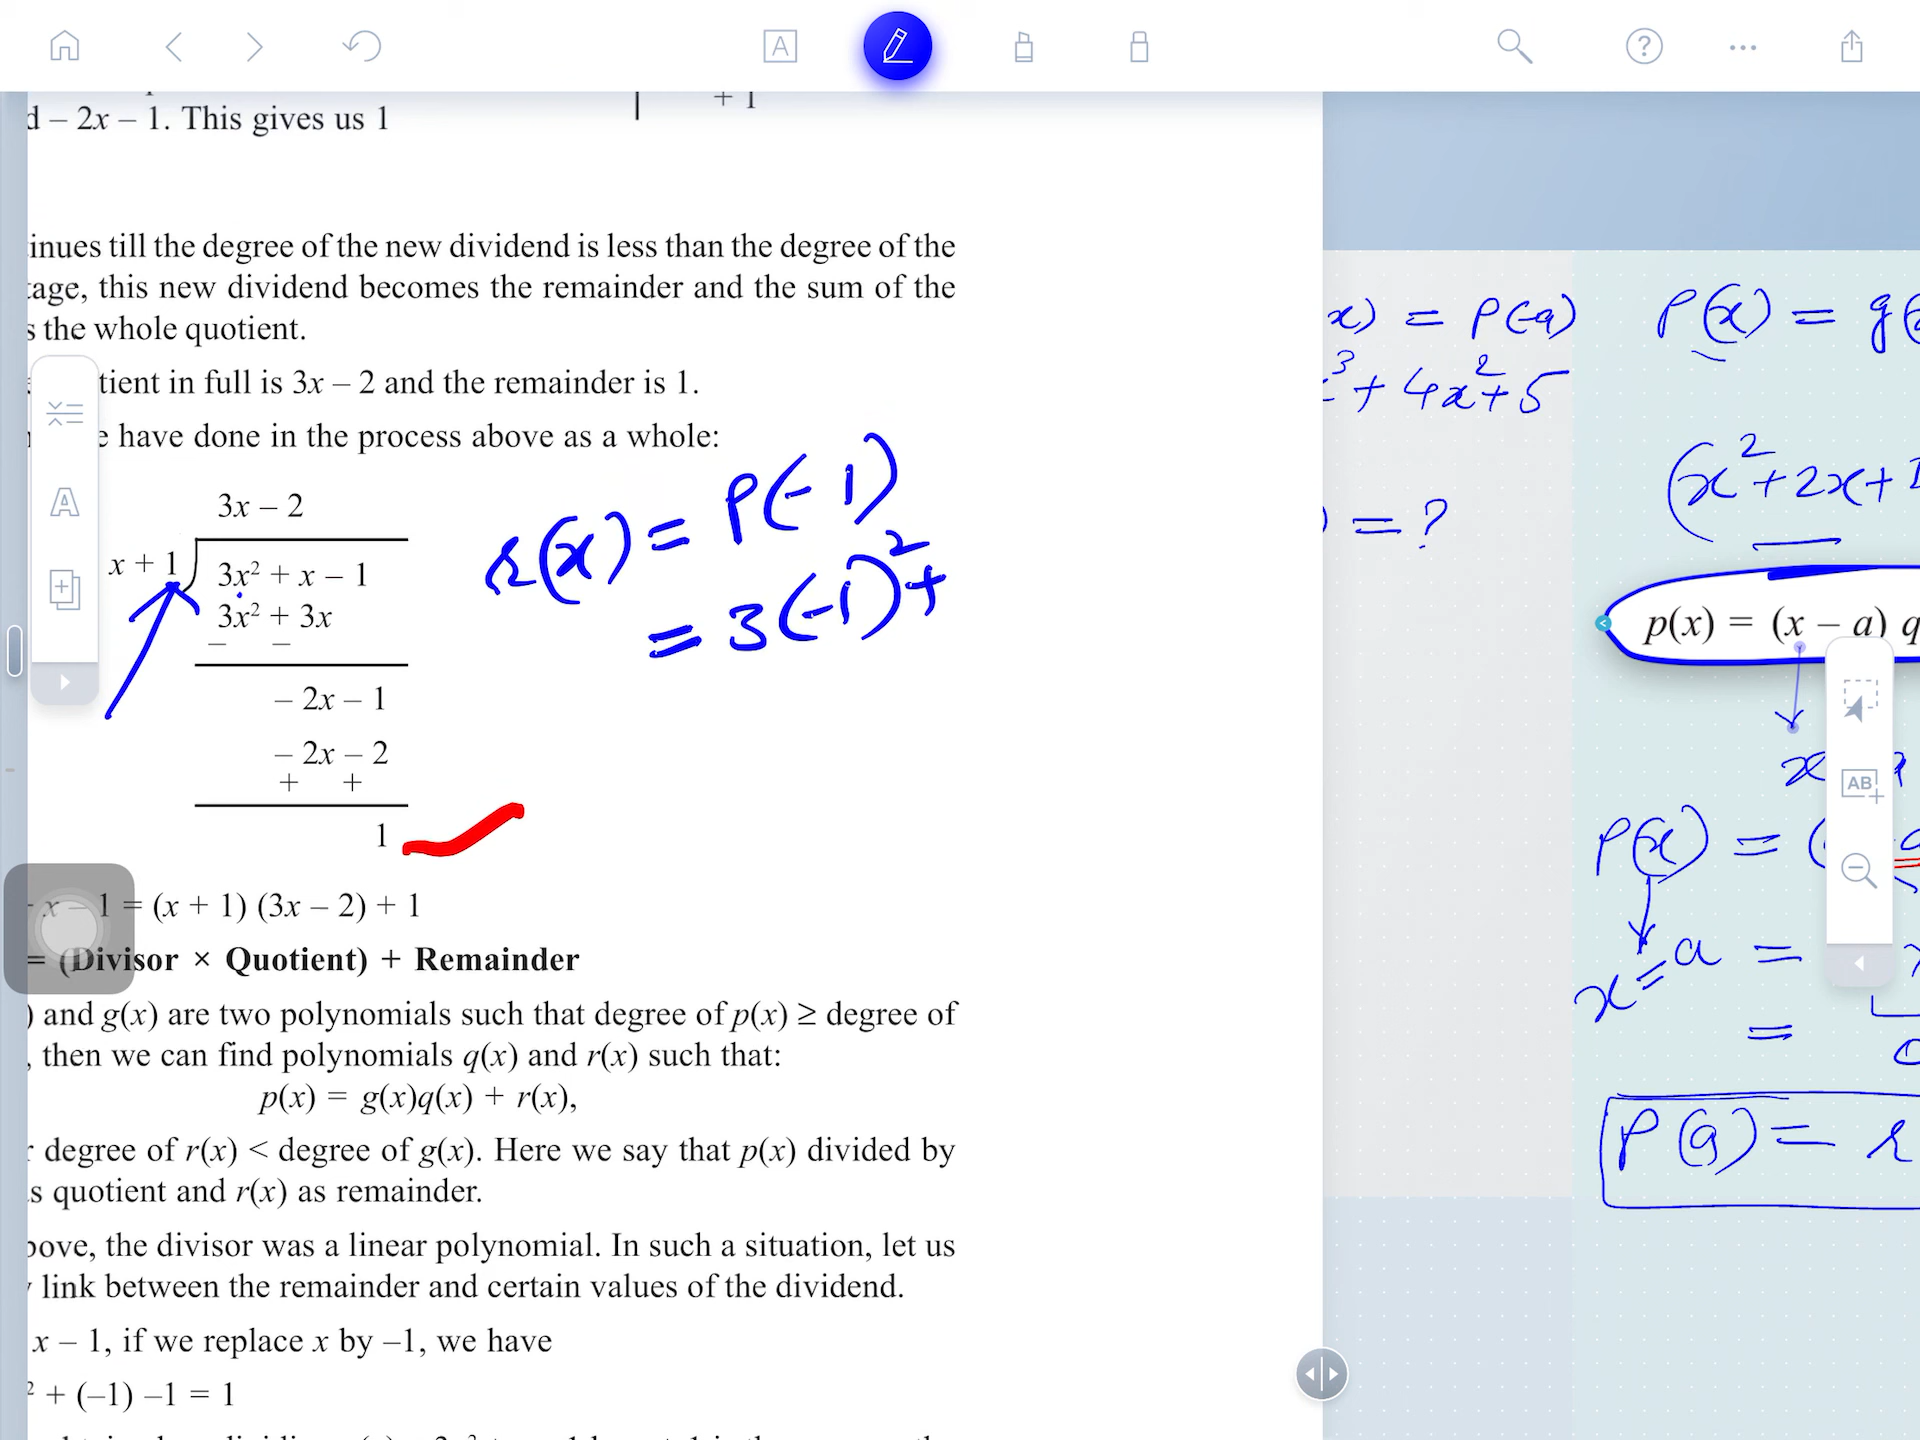 d – 2x – 1. This gives us 1
+ 1
inues till the degree of the new dividend is less than the degree of the
tage, this new dividend becomes the remainder and the sum of the
s the whole quotient.
tient in full is 3x – 2 and the remainder is 1.
e have done in the process above as a whole:
3x – 2
x + 1
3x² + x – 1
3x² + 3x
– –
– 2x – 1
– 2x – 2
+ +
1
r(x) = P(-1)
= 3(-1)² +
x – 1 = (x + 1) (3x – 2) + 1
= (Divisor × Quotient) + Remainder
) and g(x) are two polynomials such that degree of p(x) ≥ degree of
, then we can find polynomials q(x) and r(x) such that:
p(x) = g(x)q(x) + r(x),
r degree of r(x) < degree of g(x). Here we say that p(x) divided by
s quotient and r(x) as remainder.
bove, the divisor was a linear polynomial. In such a situation, let us
link between the remainder and certain values of the dividend.
x – 1, if we replace x by –1, we have
² + (–1) –1 = 1
x) = P(-a)
³ + 4x² + 5
) = ?
P(x) = g(
(x² + 2x + 1
p(x) = (x – a) q
x
P(x) = (
x = a =
=
P(a) = r
A
A
AB
?